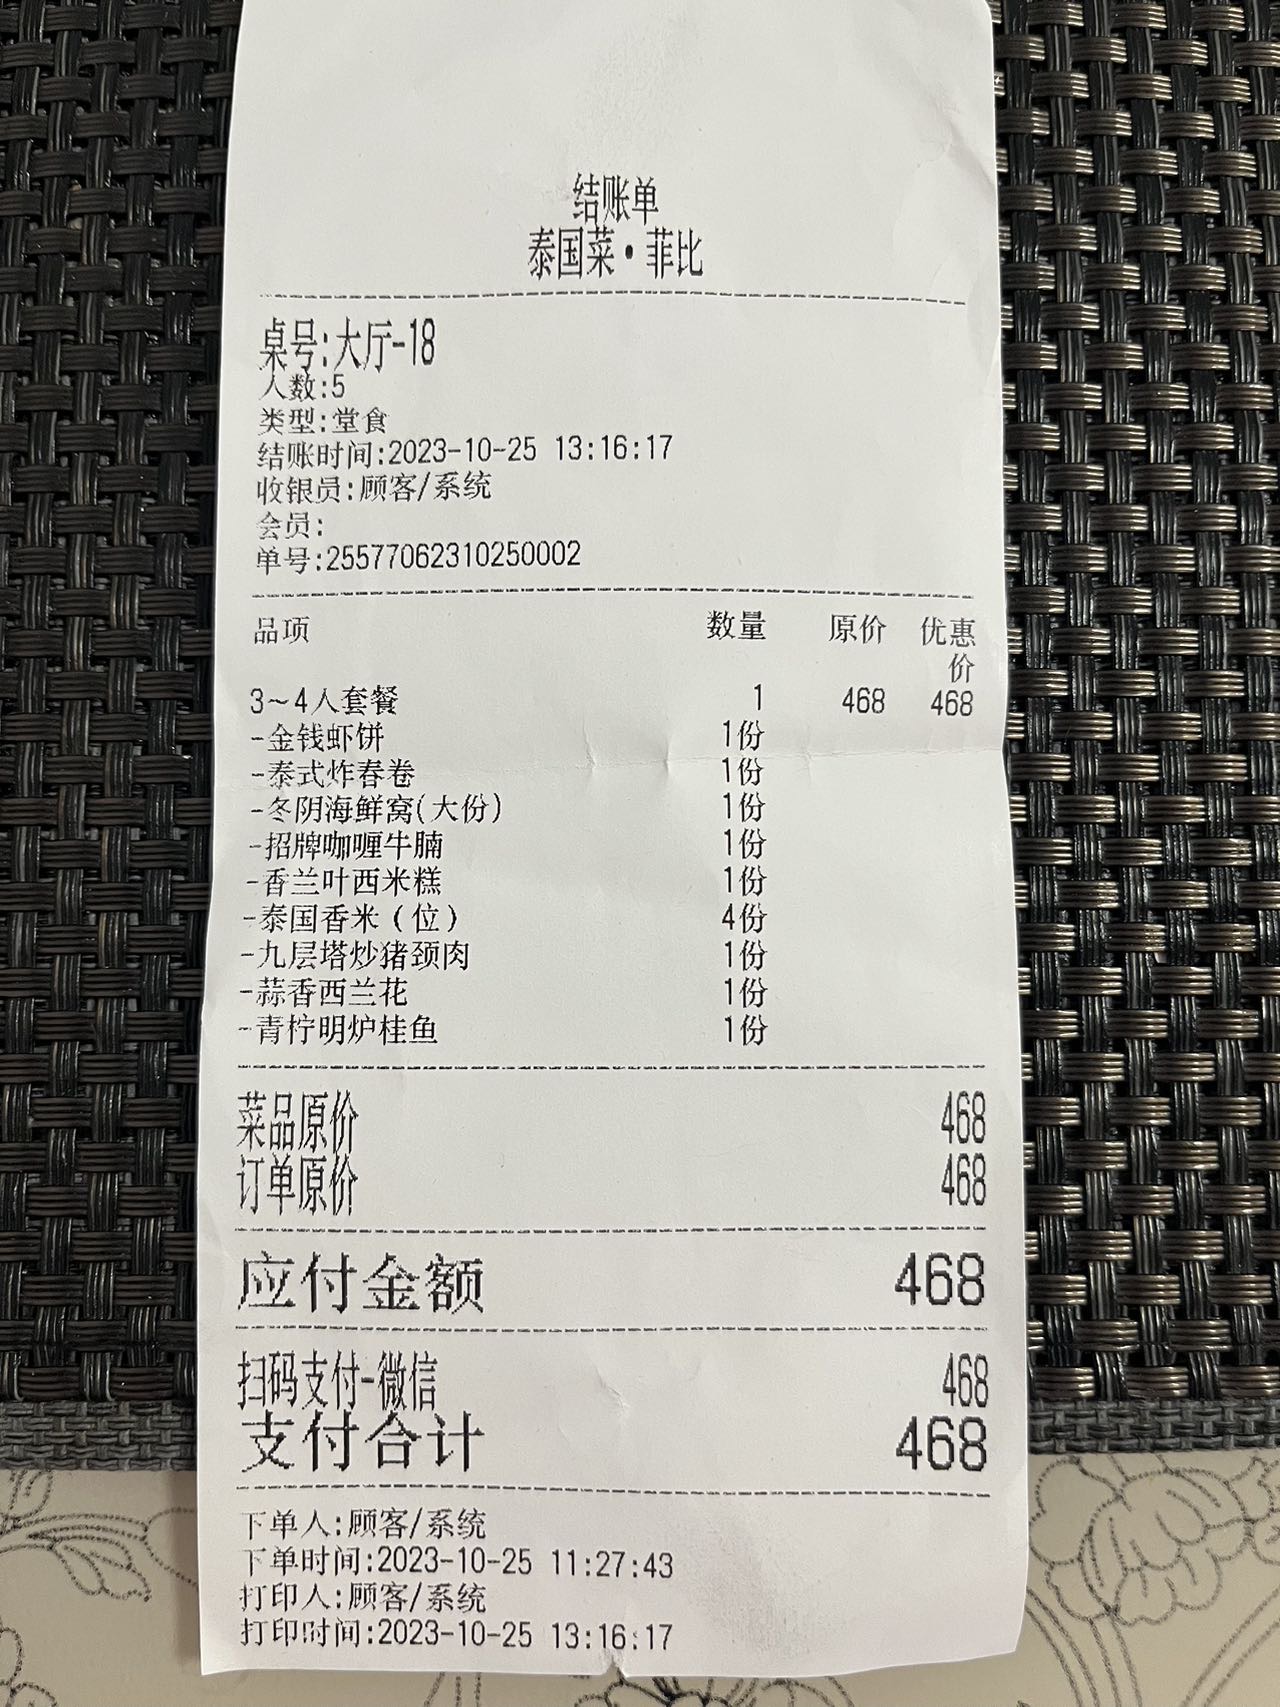 结账单
泰国菜·菲比
桌号:大厅-18
人数:5
类型:堂食
结账时间:2023-10-25 13:16:17
收银员:顾客/系统
会员:
单号:25577062310250002
品项 数量 原价 优惠
价
3~4人套餐 1 468 468
-金钱虾饼 1份
-泰式炸春卷 1份
-冬阴海鲜窝(大份) 1份
-招牌咖喱牛腩 1份
-香兰叶西米糕 1份
-泰国香米（位） 4份
-九层塔炒猪颈肉 1份
-蒜香西兰花 1份
-青柠明炉桂鱼 1份
菜品原价 468
订单原价 468
应付金额 468
扫码支付-微信 468
支付合计 468
下单人:顾客/系统
下单时间:2023-10-25 11:27:43
打印人:顾客/系统
打印时间:2023-10-25 13:16:17